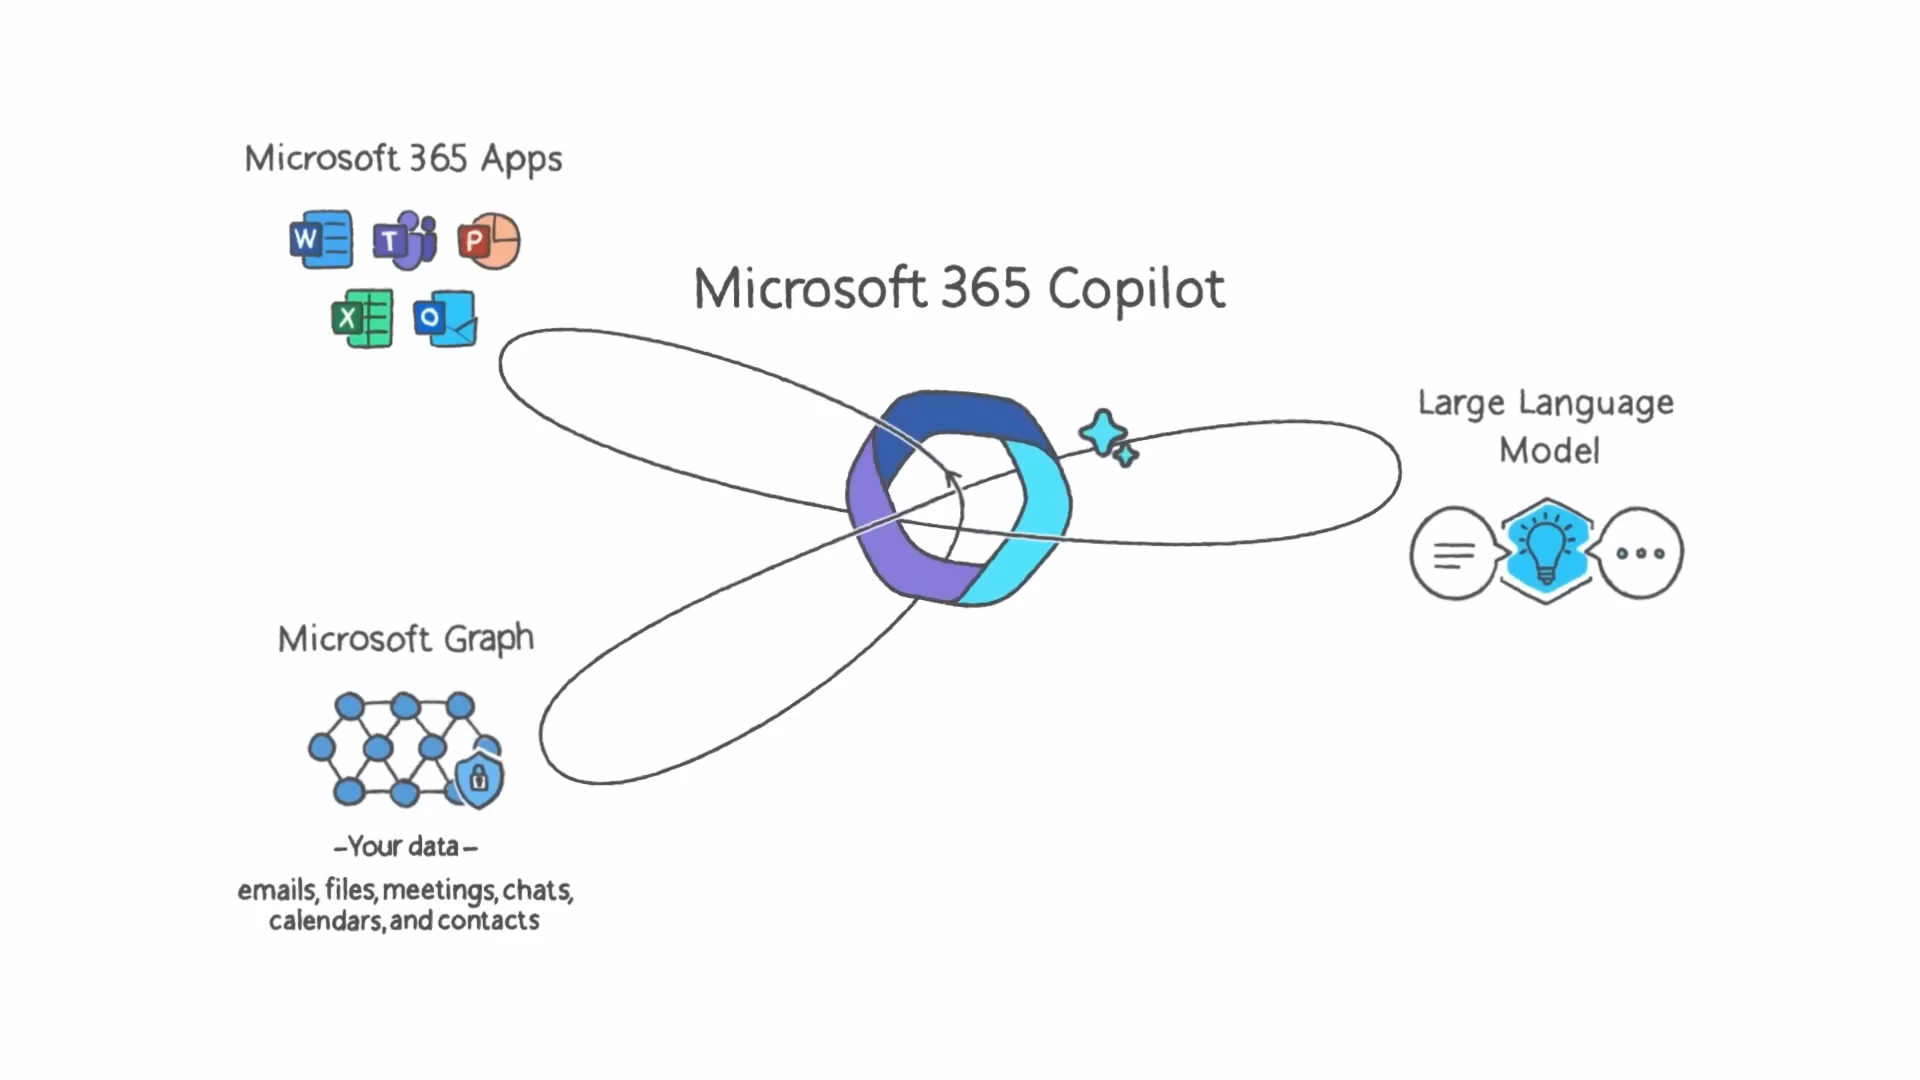 Microsoft 365 Apps
W T P
X O
Microsoft 365 Copilot
Large Language
Model
Microsoft Graph
-Your data-
emails, files, meetings, chats,
calendars, and contacts